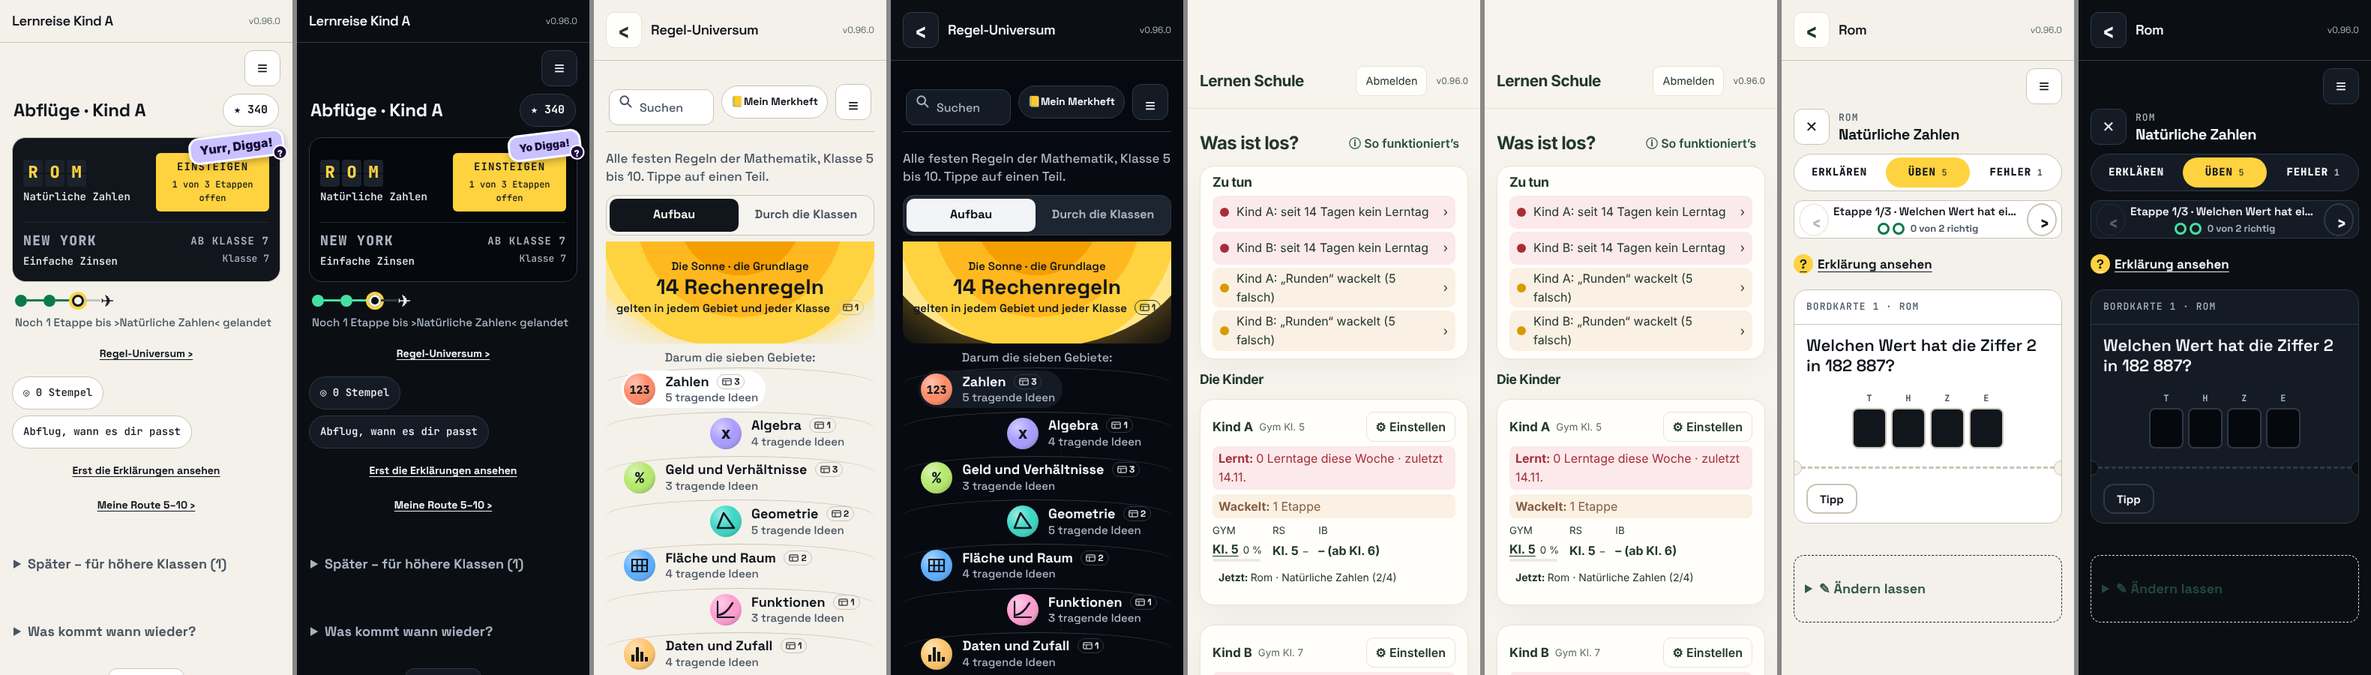 Lernreise Kind A
v0.96.0
≡
Abflüge · Kind A
★ 340
Yurr, Digga!
?
ROM
Natürliche Zahlen
EINSTEIGEN
1 von 3 Etappen
offen
NEW YORK
AB KLASSE 7
Einfache Zinsen
Klasse 7
Noch 1 Etappe bis >Natürliche Zahlen< gelandet
Regel-Universum >
◎ 0 Stempel
Abflug, wann es dir passt
Erst die Erklärungen ansehen
Meine Route 5–10 >
▶ Später – für höhere Klassen (1)
▶ Was kommt wann wieder?
Lernreise Kind A
v0.96.0
≡
Abflüge · Kind A
★ 340
Yo Digga!
?
ROM
Natürliche Zahlen
EINSTEIGEN
1 von 3 Etappen
offen
NEW YORK
AB KLASSE 7
Einfache Zinsen
Klasse 7
Noch 1 Etappe bis >Natürliche Zahlen< gelandet
Regel-Universum >
◎ 0 Stempel
Abflug, wann es dir passt
Erst die Erklärungen ansehen
Meine Route 5–10 >
▶ Später – für höhere Klassen (1)
▶ Was kommt wann wieder?
< Regel-Universum
v0.96.0
Suchen
Mein Merkheft
≡
Alle festen Regeln der Mathematik, Klasse 5
bis 10. Tippe auf einen Teil.
Aufbau
Durch die Klassen
Die Sonne · die Grundlage
14 Rechenregeln
gelten in jedem Gebiet und jeder Klasse
1
Darum die sieben Gebiete:
123
Zahlen 3
5 tragende Ideen
x
Algebra 1
4 tragende Ideen
%
Geld und Verhältnisse 3
3 tragende Ideen
Geometrie 2
5 tragende Ideen
Fläche und Raum 2
4 tragende Ideen
Funktionen 1
3 tragende Ideen
Daten und Zufall 1
4 tragende Ideen
< Regel-Universum
v0.96.0
Suchen
Mein Merkheft
≡
Alle festen Regeln der Mathematik, Klasse 5
bis 10. Tippe auf einen Teil.
Aufbau
Durch die Klassen
Die Sonne · die Grundlage
14 Rechenregeln
gelten in jedem Gebiet und jeder Klasse
1
Darum die sieben Gebiete:
123
Zahlen 3
5 tragende Ideen
x
Algebra 1
4 tragende Ideen
%
Geld und Verhältnisse 3
3 tragende Ideen
Geometrie 2
5 tragende Ideen
Fläche und Raum 2
4 tragende Ideen
Funktionen 1
3 tragende Ideen
Daten und Zufall 1
4 tragende Ideen
Lernen Schule
Abmelden
v0.96.0
Was ist los?
ⓘ So funktioniert's
Zu tun
Kind A: seit 14 Tagen kein Lerntag ›
Kind B: seit 14 Tagen kein Lerntag ›
Kind A: „Runden“ wackelt (5
falsch) ›
Kind B: „Runden“ wackelt (5
falsch) ›
Die Kinder
Kind A Gym Kl. 5
⚙ Einstellen
Lernt: 0 Lerntage diese Woche · zuletzt
14.11.
Wackelt: 1 Etappe
GYM RS IB
Kl. 5 0 % Kl. 5 – – (ab Kl. 6)
Jetzt: Rom · Natürliche Zahlen (2/4)
Kind B Gym Kl. 7
⚙ Einstellen
Lernen Schule
Abmelden
v0.96.0
Was ist los?
ⓘ So funktioniert's
Zu tun
Kind A: seit 14 Tagen kein Lerntag ›
Kind B: seit 14 Tagen kein Lerntag ›
Kind A: „Runden“ wackelt (5
falsch) ›
Kind B: „Runden“ wackelt (5
falsch) ›
Die Kinder
Kind A Gym Kl. 5
⚙ Einstellen
Lernt: 0 Lerntage diese Woche · zuletzt
14.11.
Wackelt: 1 Etappe
GYM RS IB
Kl. 5 0 % Kl. 5 – – (ab Kl. 6)
Jetzt: Rom · Natürliche Zahlen (2/4)
Kind B Gym Kl. 7
⚙ Einstellen
< Rom
v0.96.0
≡
✕
ROM
Natürliche Zahlen
ERKLÄREN
ÜBEN 5
FEHLER 1
< Etappe 1/3 · Welchen Wert hat ei... >
0 von 2 richtig
? Erklärung ansehen
BORDKARTE 1 · ROM
Welchen Wert hat die Ziffer 2
in 182 887?
T H Z E
Tipp
▶ ✎ Ändern lassen
< Rom
v0.96.0
≡
✕
ROM
Natürliche Zahlen
ERKLÄREN
ÜBEN 5
FEHLER 1
< Etappe 1/3 · Welchen Wert hat ei... >
0 von 2 richtig
? Erklärung ansehen
BORDKARTE 1 · ROM
Welchen Wert hat die Ziffer 2
in 182 887?
T H Z E
Tipp
▶ ✎ Ändern lassen